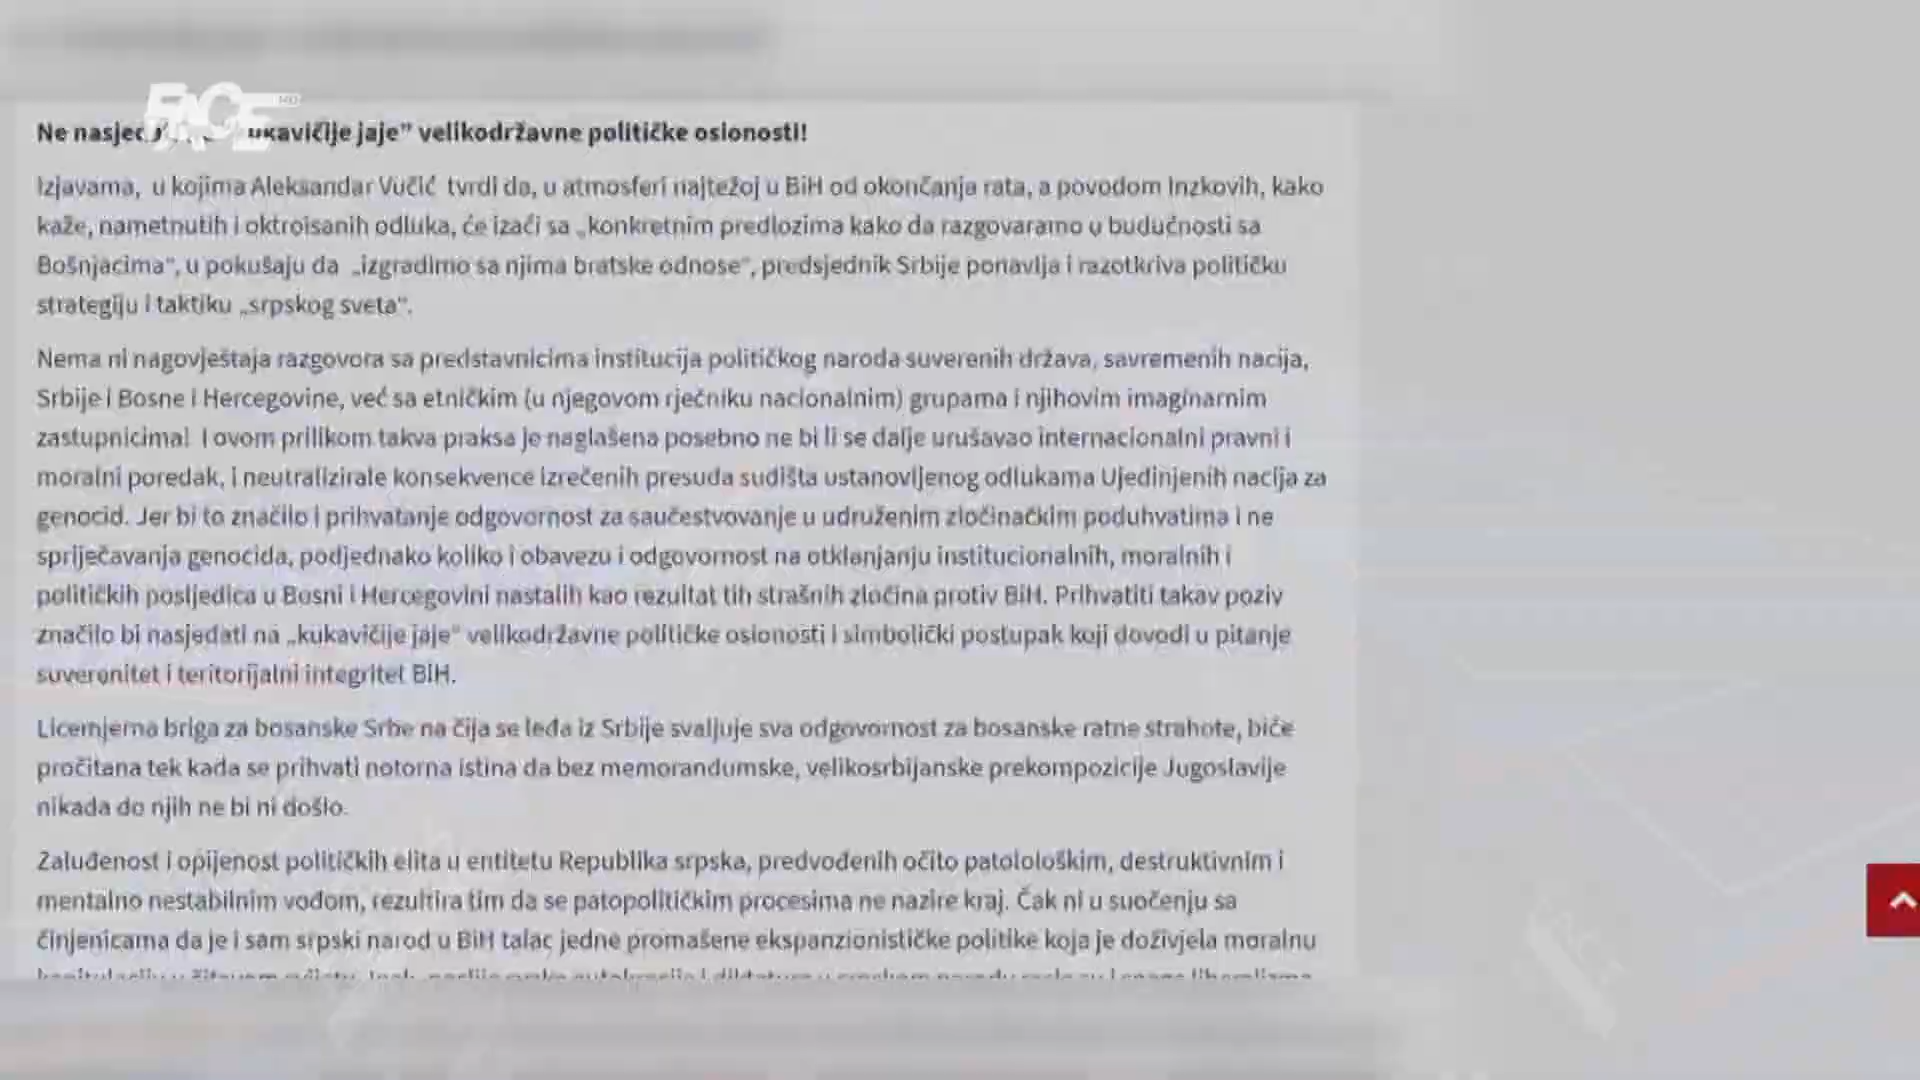 FACE HD
Ne ukavičije jaje" velikodržavne političke osionosti!
Izjavama, u kojima Aleksandar Vučić tvrdi da, u atmosferi najtežoj u BiH od okončanja rata, a povodom Inzkovih, kako
kaže, nametnutih i oktroisanih odluka, će izaći sa „konkretnim predlozima kako da razgovaramo o budućnosti sa
Bošnjacima“, u pokušaju da „izgradimo sa njima bratske odnose“, predsjednik Srbije ponavlja i razotkriva političku
strategiju i taktiku „srpskog sveta“.
Nema ni nagovještaja razgovora sa predstavnicima institucija političkog naroda suverenih država, savremenih nacija,
Srbije i Bosne i Hercegovine, već sa etničkim (u njegovom rječniku nacionalnim) grupama i njihovim imaginarnim
zastupnicima! I ovom prilikom takva praksa je naglašena posebno ne bi li se dalje urušavao internacionalni pravni i
moralni poredak, i neutralizirale konsekvence izrečenih presuda sudišta ustanovljenog odlukama Ujedinjenih nacija za
genocid. Jer bi to značilo i prihvatanje odgovornost za saučestvovanje u udruženim zločinačkim poduhvatima i ne
spriječavanja genocida, podjednako koliko i obavezu i odgovornost na otklanjanju institucionalnih, moralnih i
političkih posljedica u Bosni i Hercegovini nastalih kao rezultat tih strašnih zločina protiv BiH. Prihvatiti takav poziv
značilo bi nasjedati na „kukavičije jaje“ velikodržavne političke osionosti i simbolički postupak koji dovodi u pitanje
suverenitet i teritorijalni integritet BiH.
Licemjerna briga za bosanske Srbe na čija se leđa iz Srbije svaljuje sva odgovornost za bosanske ratne strahote, biće
pročitana tek kada se prihvati notorna istina da bez memorandumske, velikosrbijanske prekompozicije Jugoslavije
nikada do njih ne bi ni došlo.
Zaluđenost i opijenost političkih elita u entitetu Republika srpska, predvođenih očito patolološkim, destruktivnim i
mentalno nestabilnim vođom, rezultira tim da se patopolitičkim procesima ne nazire kraj. Čak ni u suočenju sa
činjenicama da je i sam srpski narod u BiH talac jedne promašene ekspanzionističke politike koja je doživjela moralnu